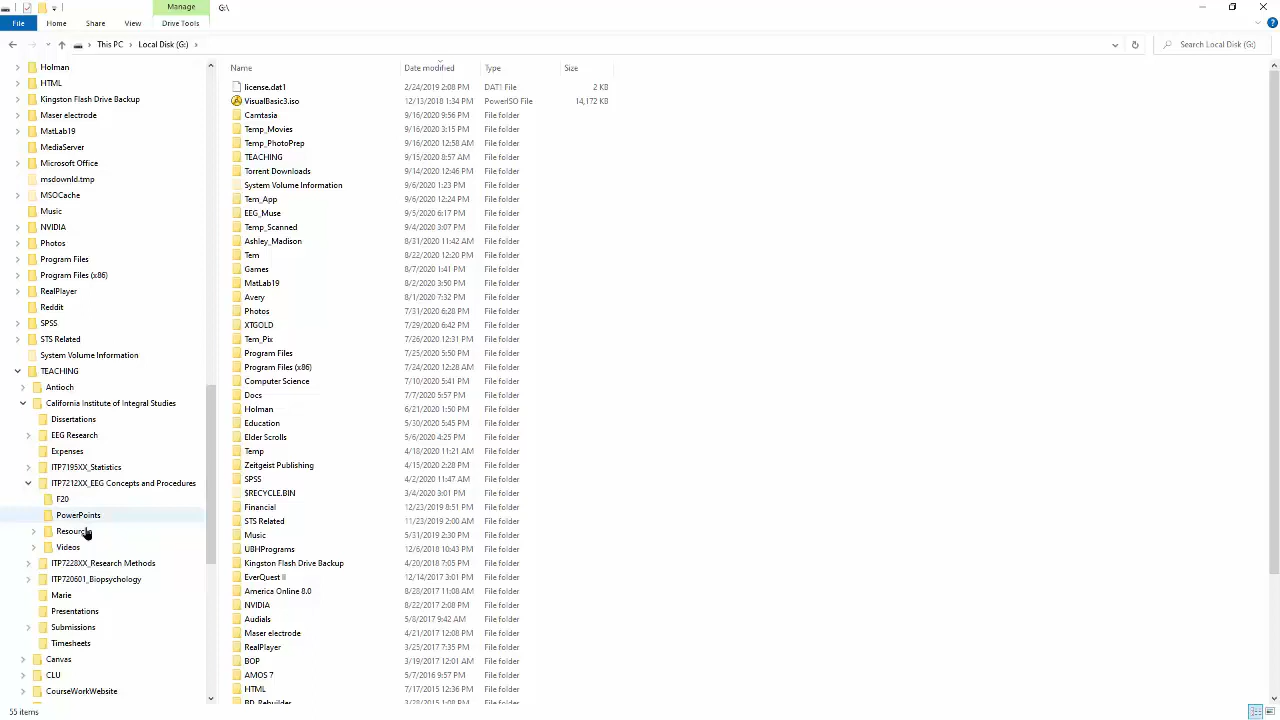 Manage
G:\
File
Home
Share
View
Drive Tools
This PC
Local Disk (G:)
Search Local Disk (G:)
Holman
HTML
Kingston Flash Drive Backup
Maser electrode
MatLab19
MediaServer
Microsoft Office
msdownld.tmp
MSOCache
Music
NVIDIA
Photos
Program Files
Program Files (x86)
RealPlayer
Reddit
SPSS
STS Related
System Volume Information
TEACHING
Antioch
California Institute of Integral Studies
Dissertations
EEG Research
Expenses
ITP7195XX_Statistics
ITP7212XX_EEG Concepts and Procedures
F20
PowerPoints
Videos
ITP7228XX_Research Methods
ITP720601_Biopsychology
Marie
Presentations
Submissions
Timesheets
Canvas
CLU
CourseWorkWebsite
Name Date modified Type Size
license.dat1 2/24/2019 2:08 PM DAT1 File 2 KB
VisualBasic3.iso 12/13/2018 1:34 PM PowerISO File 14,172 KB
Camtasia 9/16/2020 9:56 PM File folder
Temp_Movies 9/16/2020 3:15 PM File folder
Temp_PhotoPrep 9/16/2020 12:58 AM File folder
TEACHING 9/15/2020 8:57 AM File folder
Torrent Downloads 9/14/2020 12:46 PM File folder
System Volume Information 9/6/2020 1:23 PM File folder
Tem_App 9/6/2020 12:24 PM File folder
EEG_Muse 9/5/2020 6:17 PM File folder
Temp_Scanned 9/4/2020 3:07 PM File folder
Ashley_Madison 8/31/2020 11:42 AM File folder
Tem 8/22/2020 12:20 PM File folder
Games 8/7/2020 1:41 PM File folder
MatLab19 8/2/2020 3:50 PM File folder
Avery 8/1/2020 7:32 PM File folder
Photos 7/31/2020 6:28 PM File folder
XTGOLD 7/29/2020 6:42 PM File folder
Tem_Pix 7/26/2020 12:31 PM File folder
Program Files 7/25/2020 5:50 PM File folder
Program Files (x86) 7/24/2020 12:28 AM File folder
Computer Science 7/10/2020 5:41 PM File folder
Docs 7/7/2020 5:57 PM File folder
Holman 6/21/2020 1:50 PM File folder
Education 5/30/2020 5:45 PM File folder
Elder Scrolls 5/6/2020 4:25 PM File folder
Temp 4/18/2020 11:21 AM File folder
Zeitgeist Publishing 4/15/2020 2:28 PM File folder
SPSS 4/2/2020 11:47 AM File folder
$RECYCLE.BIN 3/4/2020 3:01 PM File folder
Financial 12/23/2019 8:51 PM File folder
STS Related 11/23/2019 2:00 AM File folder
Music 5/31/2019 2:30 PM File folder
UBHPrograms 12/6/2018 10:43 PM File folder
Kingston Flash Drive Backup 4/20/2018 7:05 PM File folder
EverQuest II 12/14/2017 3:01 PM File folder
America Online 8.0 8/28/2017 11:08 AM File folder
NVIDIA 8/22/2017 2:08 PM File folder
Audials 5/8/2017 9:42 AM File folder
Maser electrode 4/21/2017 12:08 PM File folder
RealPlayer 3/25/2017 7:35 PM File folder
BOP 3/19/2017 12:01 AM File folder
AMOS 7 5/7/2016 9:57 PM File folder
HTML 7/17/2015 12:36 PM File folder
BD_Rebuilder 3/28/2015 1:08 PM File folder
55 items